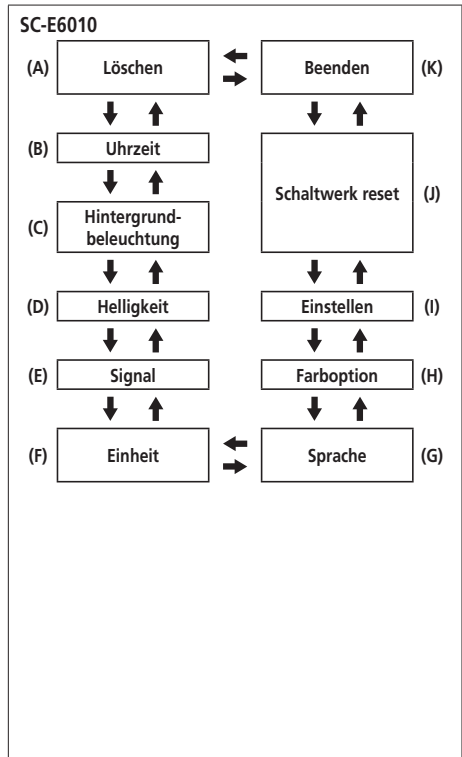 SC-E6010
(A) Löschen Beenden (K)
(B) Uhrzeit
Schaltwerk reset (J)
(C) Hintergrund-
beleuchtung
(D) Helligkeit Einstellen (I)
(E) Signal Farboption (H)
(F) Einheit Sprache (G)